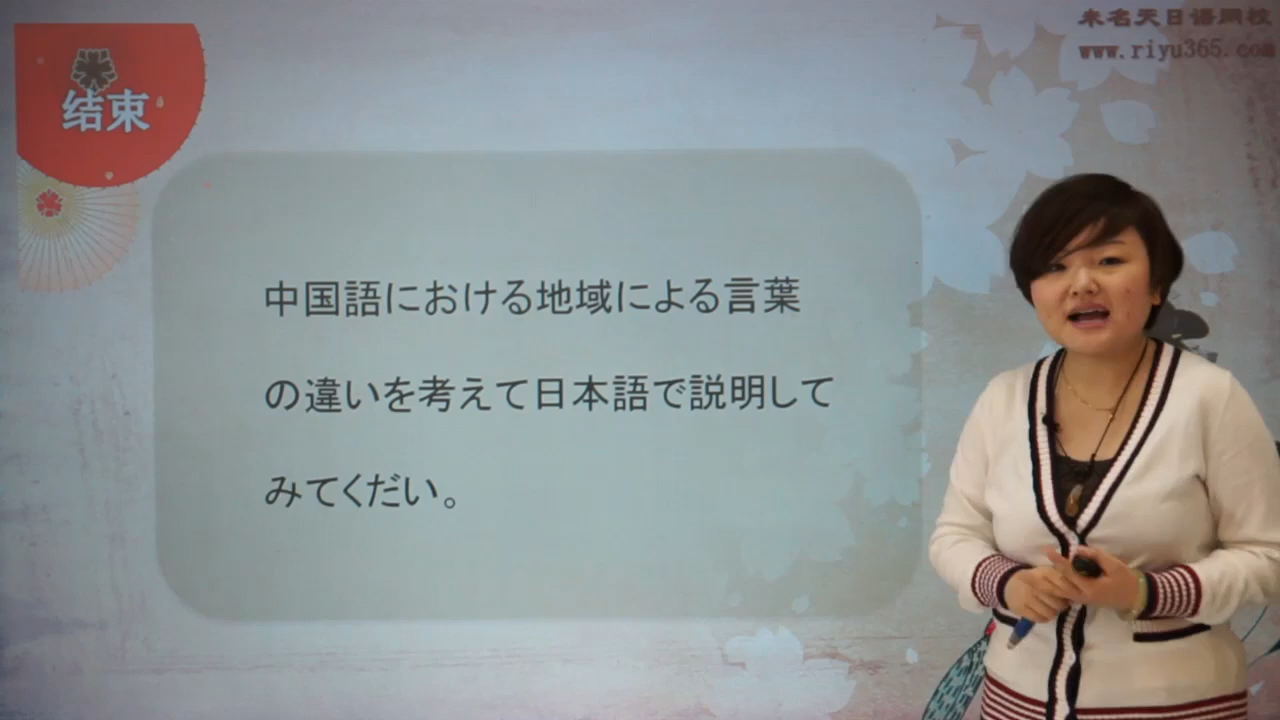 未名天日语网校
www.riyu365.com
结束
中国語における地域による言葉
の違いを考えて日本語で説明して
みてくだい。